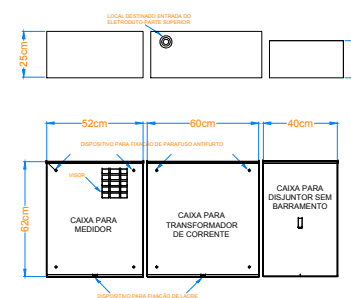 LOCAL DESTINADO ENTRADA DO
ELETRODUTO PARTE SUPERIOR
25cm
52cm
60cm
40cm
DISPOSITIVO PARA FIXAÇÃO DE PARAFUSO ANTIFURTO
VISOR
62cm
CAIXA PARA
MEDIDOR
CAIXA PARA
TRANSFORMADOR
DE CORRENTE
CAIXA PARA
DISJUNTOR SEM
BARRAMENTO
DISPOSITIVO PARA FIXAÇÃO DE LACRE